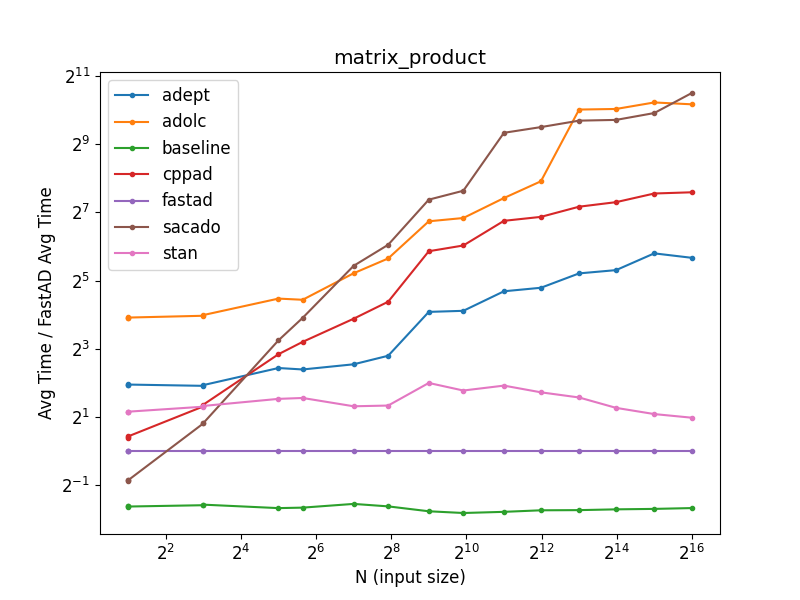 matrix_product
Avg Time / FastAD Avg Time
2^11
2^9
2^7
2^5
2^3
2^1
2^−1
adept
adolc
baseline
cppad
fastad
sacado
stan
2^2 2^4 2^6 2^8 2^10 2^12 2^14 2^16
N (input size)